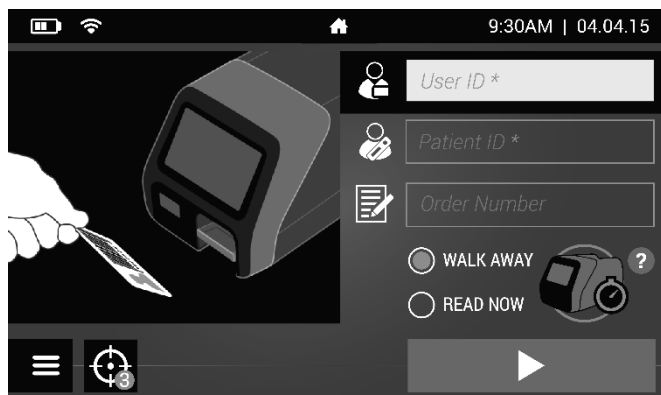 9:30AM | 04.04.15
User ID *
Patient ID *
Order Number
WALK AWAY
?
READ NOW
3